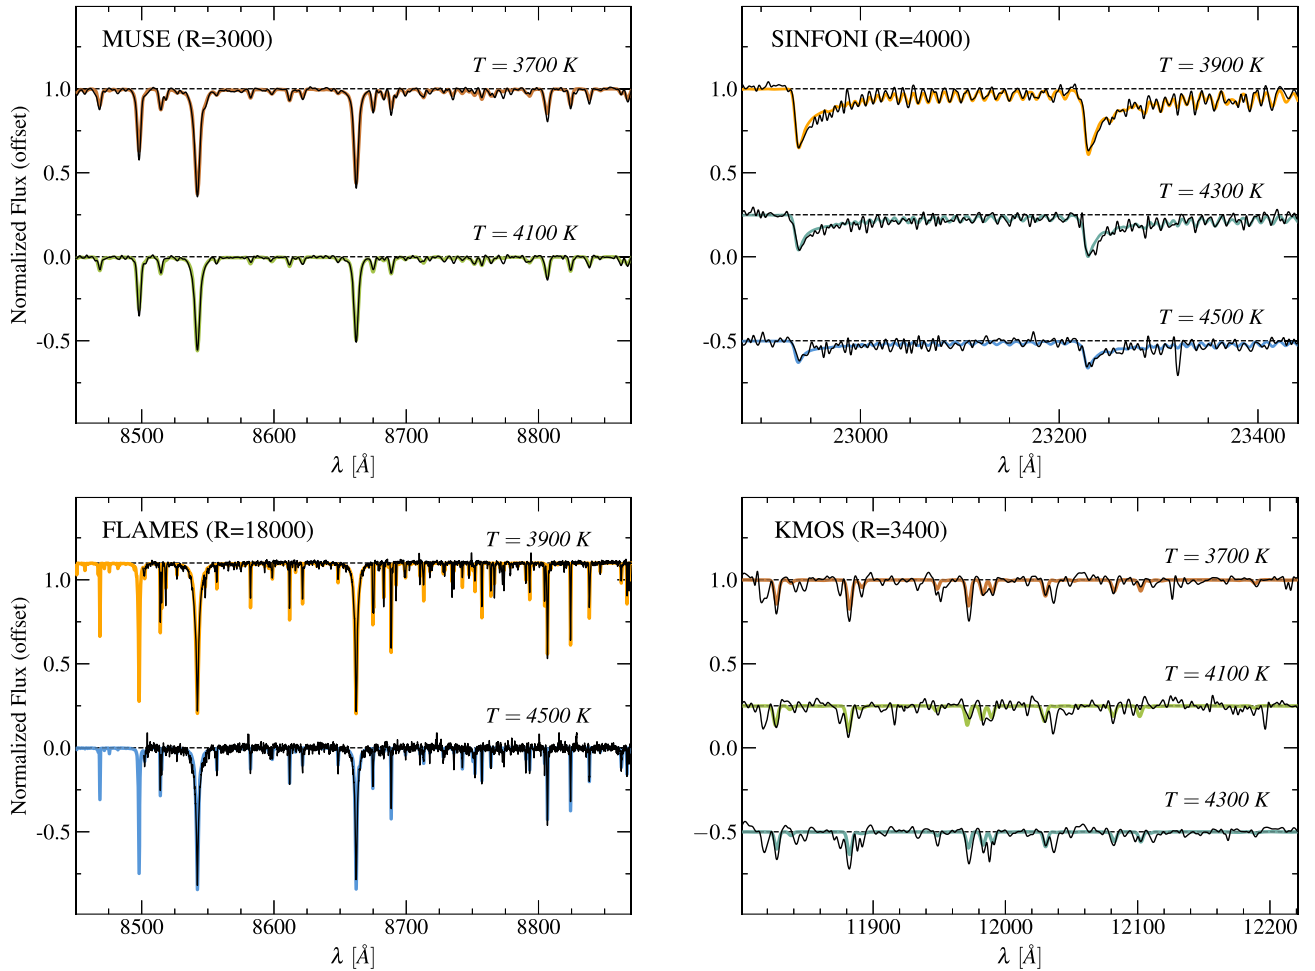 MUSE (R=3000)
T = 3700 K
T = 4100 K
1.0
0.5
0.0
-0.5
Normalized Flux (offset)
8500 8600 8700 8800
λ [Å]
SINFONI (R=4000)
T = 3900 K
T = 4300 K
T = 4500 K
1.0
0.5
0.0
-0.5
23000 23200 23400
λ [Å]
FLAMES (R=18000)
T = 3900 K
T = 4500 K
1.0
0.5
0.0
-0.5
Normalized Flux (offset)
8500 8600 8700 8800
λ [Å]
KMOS (R=3400)
T = 3700 K
T = 4100 K
T = 4300 K
1.0
0.5
0.0
−0.5
11900 12000 12100 12200
λ [Å]